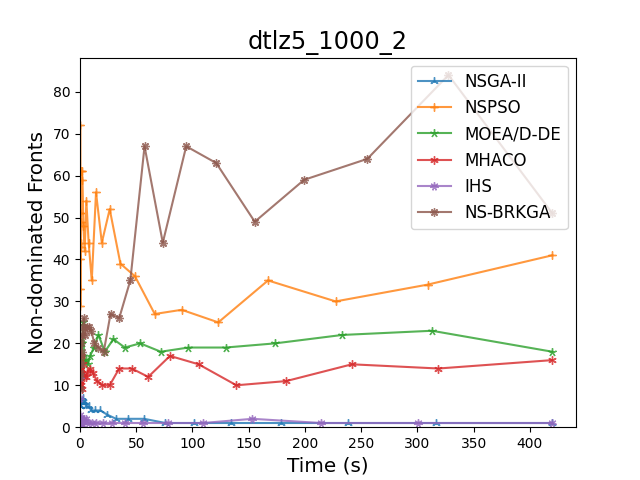 dtlz5_1000_2
Non-dominated Fronts
80
70
60
50
40
30
20
10
0
0 50 100 150 200 250 300 350 400
Time (s)
NSGA-II
NSPSO
MOEA/D-DE
MHACO
IHS
NS-BRKGA